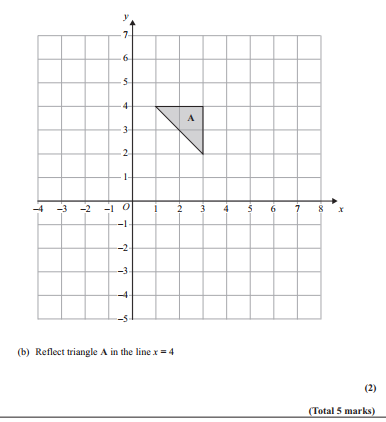 y
7
6
5
4
A
3
2
1
–4 –3 –2 –1 O 1 2 3 4 5 6 7 8 x
–1
–2
–3
–4
–5
(b) Reflect triangle A in the line x = 4
(2)
(Total 5 marks)